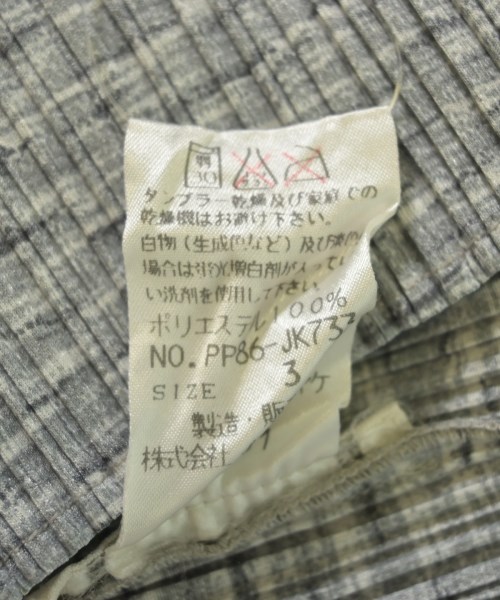 弱
30
タンブラー乾燥及び家庭での
乾燥機はお避け下さい。
白物(生成色など)及び淡色の
場合は蛍光増白剤が入ってい
い洗剤を使用して下さい。
ポリエステル100%
NO.PP86-JK733
SIZE 3
製造・販
株式会社